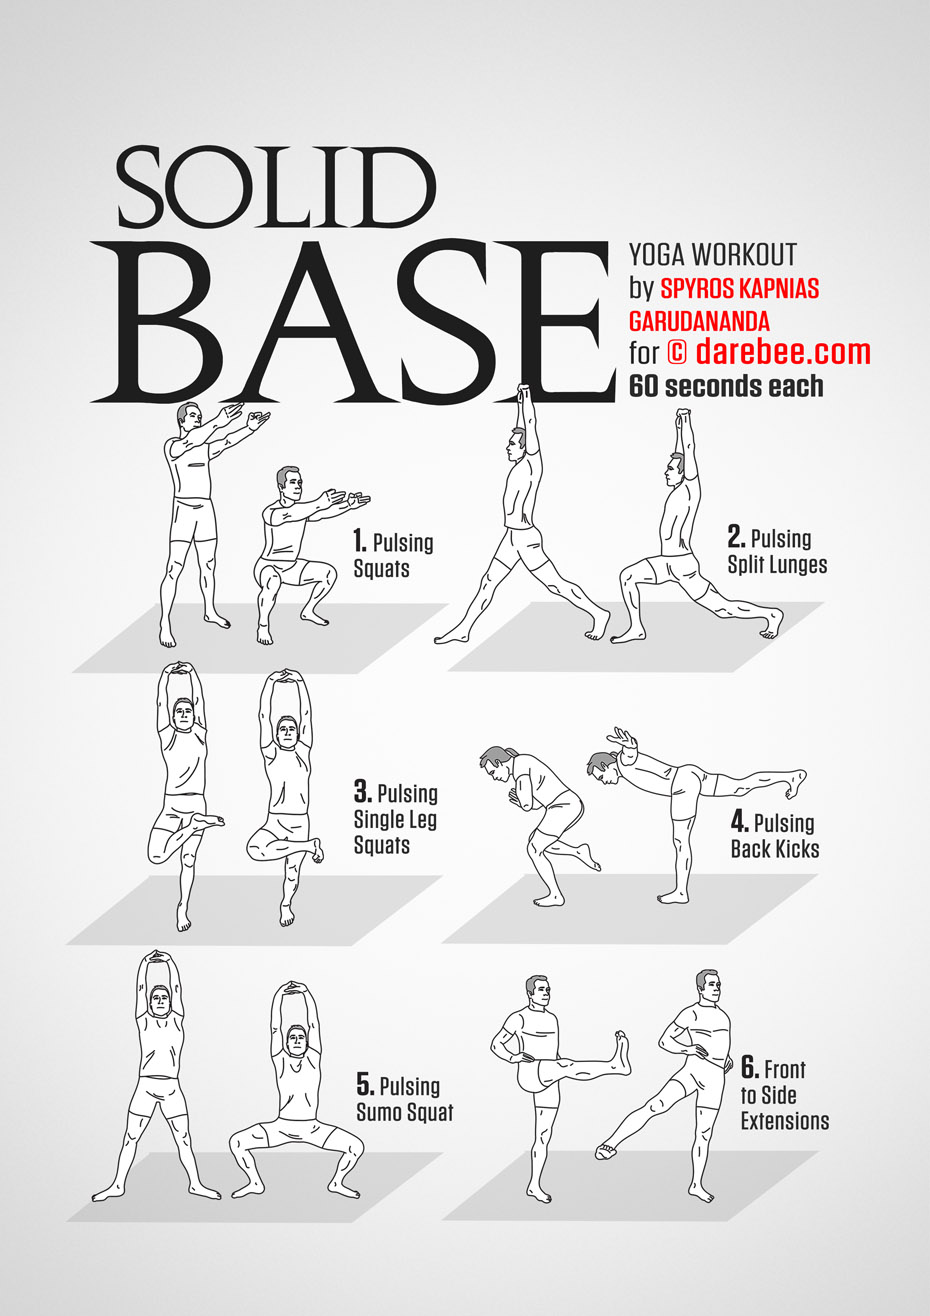 SOLID
BASE
YOGA WORKOUT
by SPYROS KAPNIAS
GARUDANANDA
for © darebee.com
60 seconds each
1. Pulsing
Squats
2. Pulsing
Split Lunges
3. Pulsing
Single Leg
Squats
4. Pulsing
Back Kicks
5. Pulsing
Sumo Squat
6. Front
to Side
Extensions